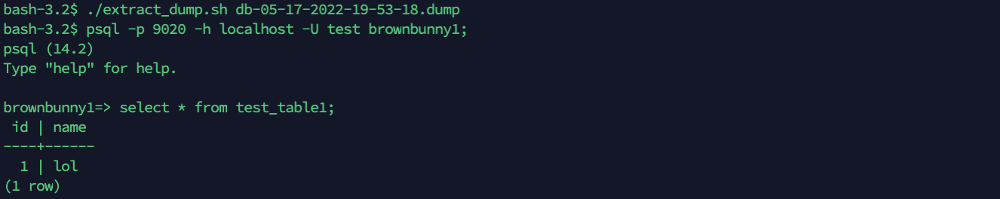 bash-3.2$ ./extract_dump.sh db-05-17-2022-19-53-18.dump
bash-3.2$ psql -p 9020 -h localhost -U test brownbunny1;
psql (14.2)
Type "help" for help.

brownbunny1=> select * from test_table1;
 id | name
----+------
  1 | lol
(1 row)